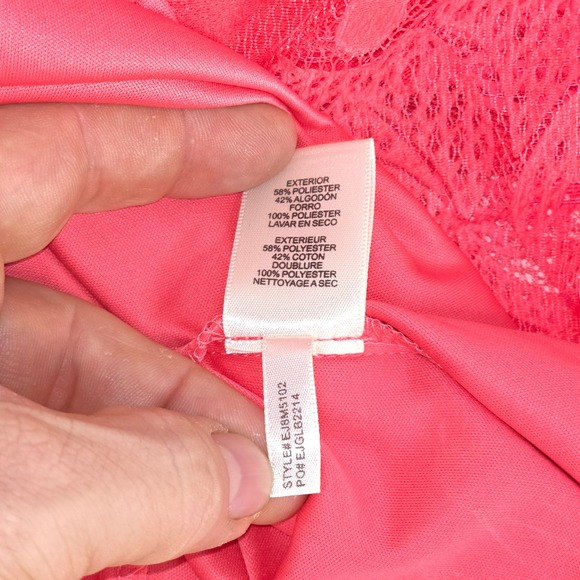 EXTERIOR
58% POLIESTER
42% ALGODÓN
FORRO
100% POLIESTER
LAVAR EN SECO
EXTERIEUR
58% POLYESTER
42% COTON
DOUBLURE
100% POLYESTER
NETTOYAGE A SEC
STYLE# EJ8M5102
PO# EJGLB2214